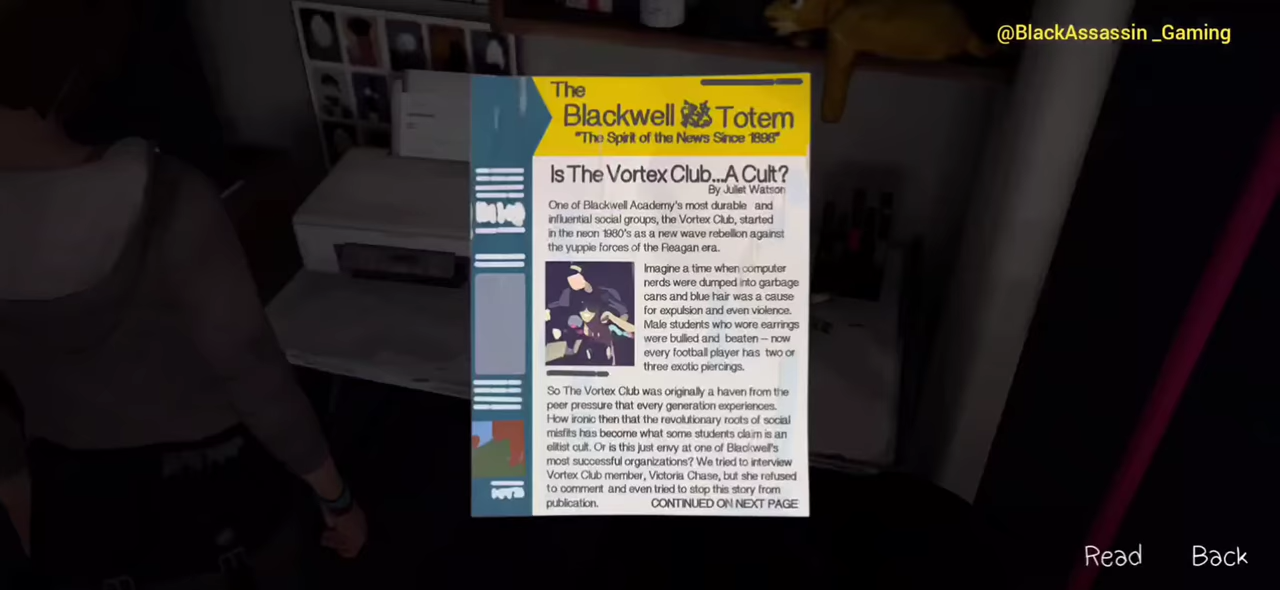 @BlackAssassin _Gaming
The
Blackwell Totem
"The Spirit of the News Since 1898"
Is The Vortex Club...A Cult?
By Juliet Watson
One of Blackwell Academy's most durable and
influential social groups, the Vortex Club, started
in the neon 1980's as a new wave rebellion against
the yuppie forces of the Reagan era.
Imagine a time when computer
nerds were dumped into garbage
cans and blue hair was a cause
for expulsion and even violence.
Male students who wore earrings
were bullied and beaten – now
every football player has two or
three exotic piercings.
So The Vortex Club was originally a haven from the
peer pressure that every generation experiences.
How ironic then that the revolutionary roots of social
misfits has become what some students claim is an
elitist cult. Or is this just envy at one of Blackwell's
most successful organizations? We tried to interview
Vortex Club member, Victoria Chase, but she refused
to comment and even tried to stop this story from
publication. CONTINUED ON NEXT PAGE
Read Back